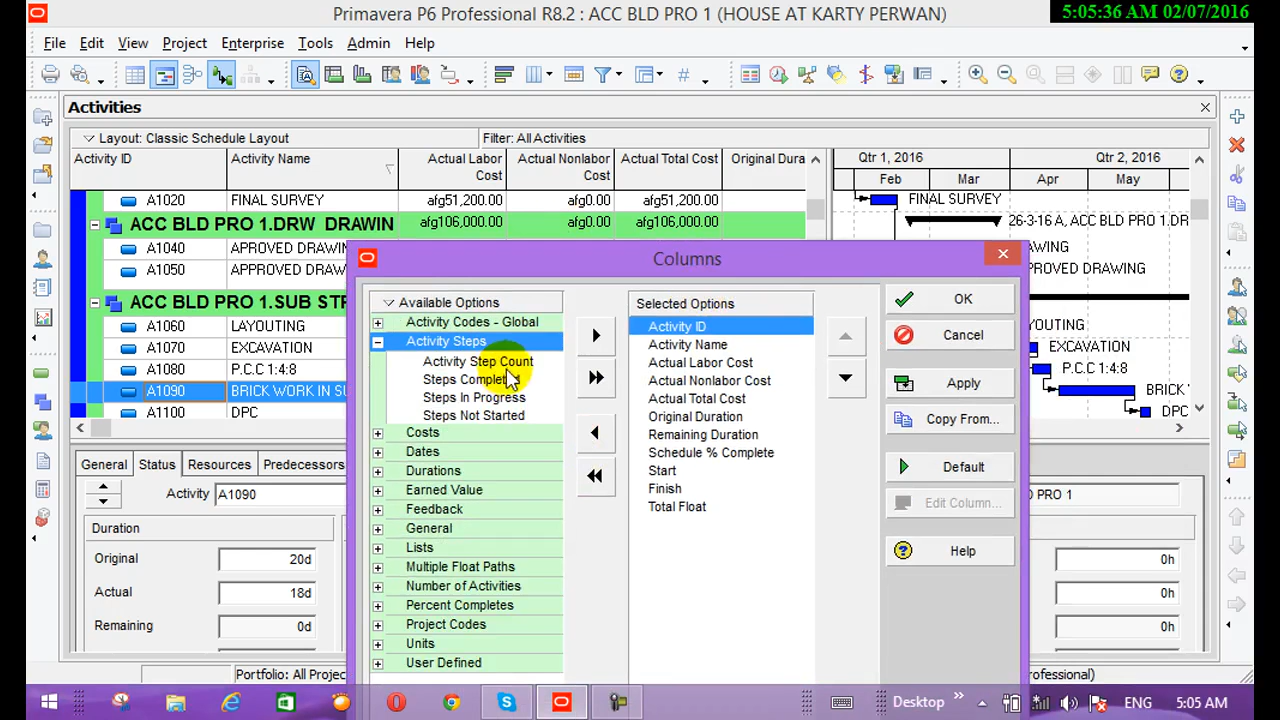 Primavera P6 Professional R8.2 : ACC BLD PRO 1 (HOUSE AT KARTY PERWAN)
5:05:36 AM 02/07/2016
File Edit View Project Enterprise Tools Admin Help
Activities
Layout: Classic Schedule Layout
Filter: All Activities
Activity ID
Activity Name
Actual Labor Cost
Actual Nonlabor Cost
Actual Total Cost
Original Dura
Qtr 1, 2016
Qtr 2, 2016
Feb
Mar
Apr
May
A1020 FINAL SURVEY afg51,200.00 afg0.00 afg51,200.00
FINAL SURVEY
ACC BLD PRO 1.DRW DRAWIN afg106,000.00 afg0.00 afg106,000.00
26-3-16 A, ACC BLD PRO 1.DR
A1040 APPROVED DRAW
AWING
A1050 APPROVED DRAW
DRAWING
ACC BLD PRO 1.SUB STR
A1060 LAYOUTING
YOUTING
A1070 EXCAVATION
EXCAVATION
A1080 P.C.C 1:4:8
P.C.C 1:4:8
A1090 BRICK WORK IN SU
BRICK
A1100 DPC
DPC
Columns
Available Options
Activity Codes - Global
Activity Steps
Activity Step Count
Steps Complet
Steps In Progress
Steps Not Started
Costs
Dates
Durations
Earned Value
Feedback
General
Lists
Multiple Float Paths
Number of Activities
Percent Completes
Project Codes
Units
User Defined
Selected Options
Activity ID
Activity Name
Actual Labor Cost
Actual Nonlabor Cost
Actual Total Cost
Original Duration
Remaining Duration
Schedule % Complete
Start
Finish
Total Float
OK
Cancel
Apply
Copy From...
Default
Edit Column...
Help
General Status Resources Predecessors
Activity A1090
D PRO 1
Duration
Original 20d
0h
Actual 18d
0h
Remaining 0d
0h
Portfolio: All Project
ofessional)
Desktop
ENG
5:05 AM